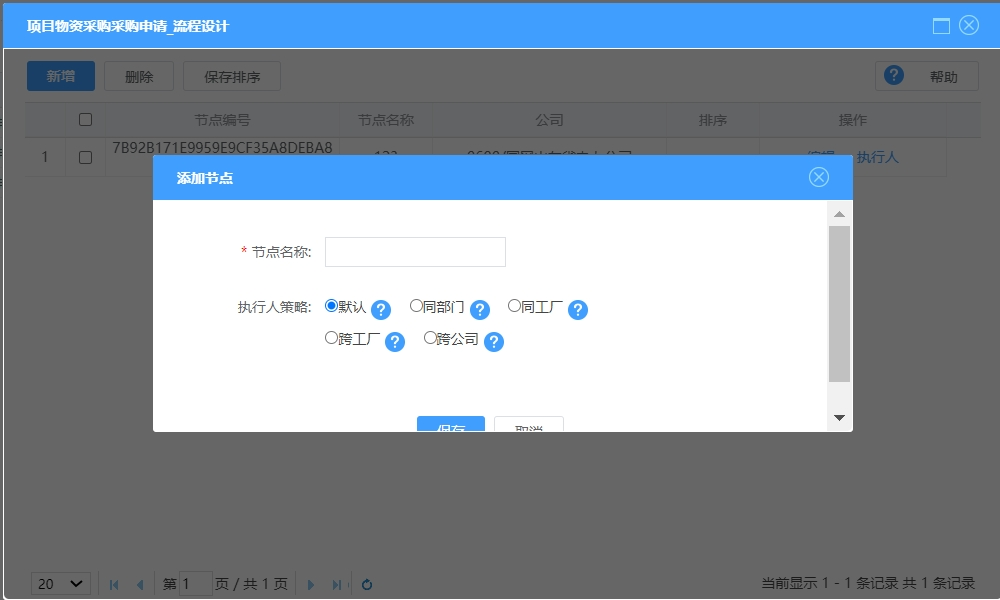 项目物资采购采购申请_流程设计
新增 删除 保存排序 ? 帮助
节点编号 节点名称 公司 排序 操作
1 7B92B171E9959E9CF35A8DEBA8 执行人
添加节点
* 节点名称:
执行人策略: 默认 ? 同部门 ? 同工厂 ?
跨工厂 ? 跨公司 ?
保存 取消
20 第 1 页 / 共 1 页 当前显示 1 - 1 条记录 共 1 条记录